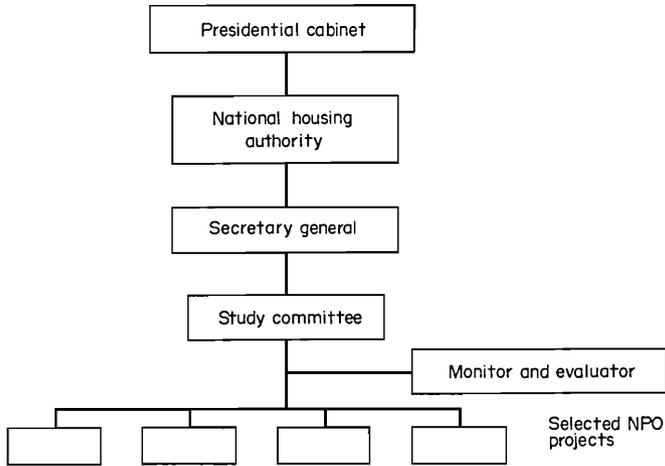 Presidential cabinet
National housing
authority
Secretary general
Study committee
Monitor and evaluator
Selected NPO
projects